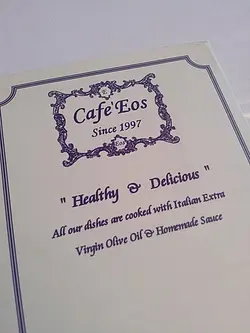 E
Cafe'Eos
Since 1997
Eos
" Healthy & Delicious "
All our dishes are cooked with Italian Extra
Virgin Olive Oil & Homemade Sauce